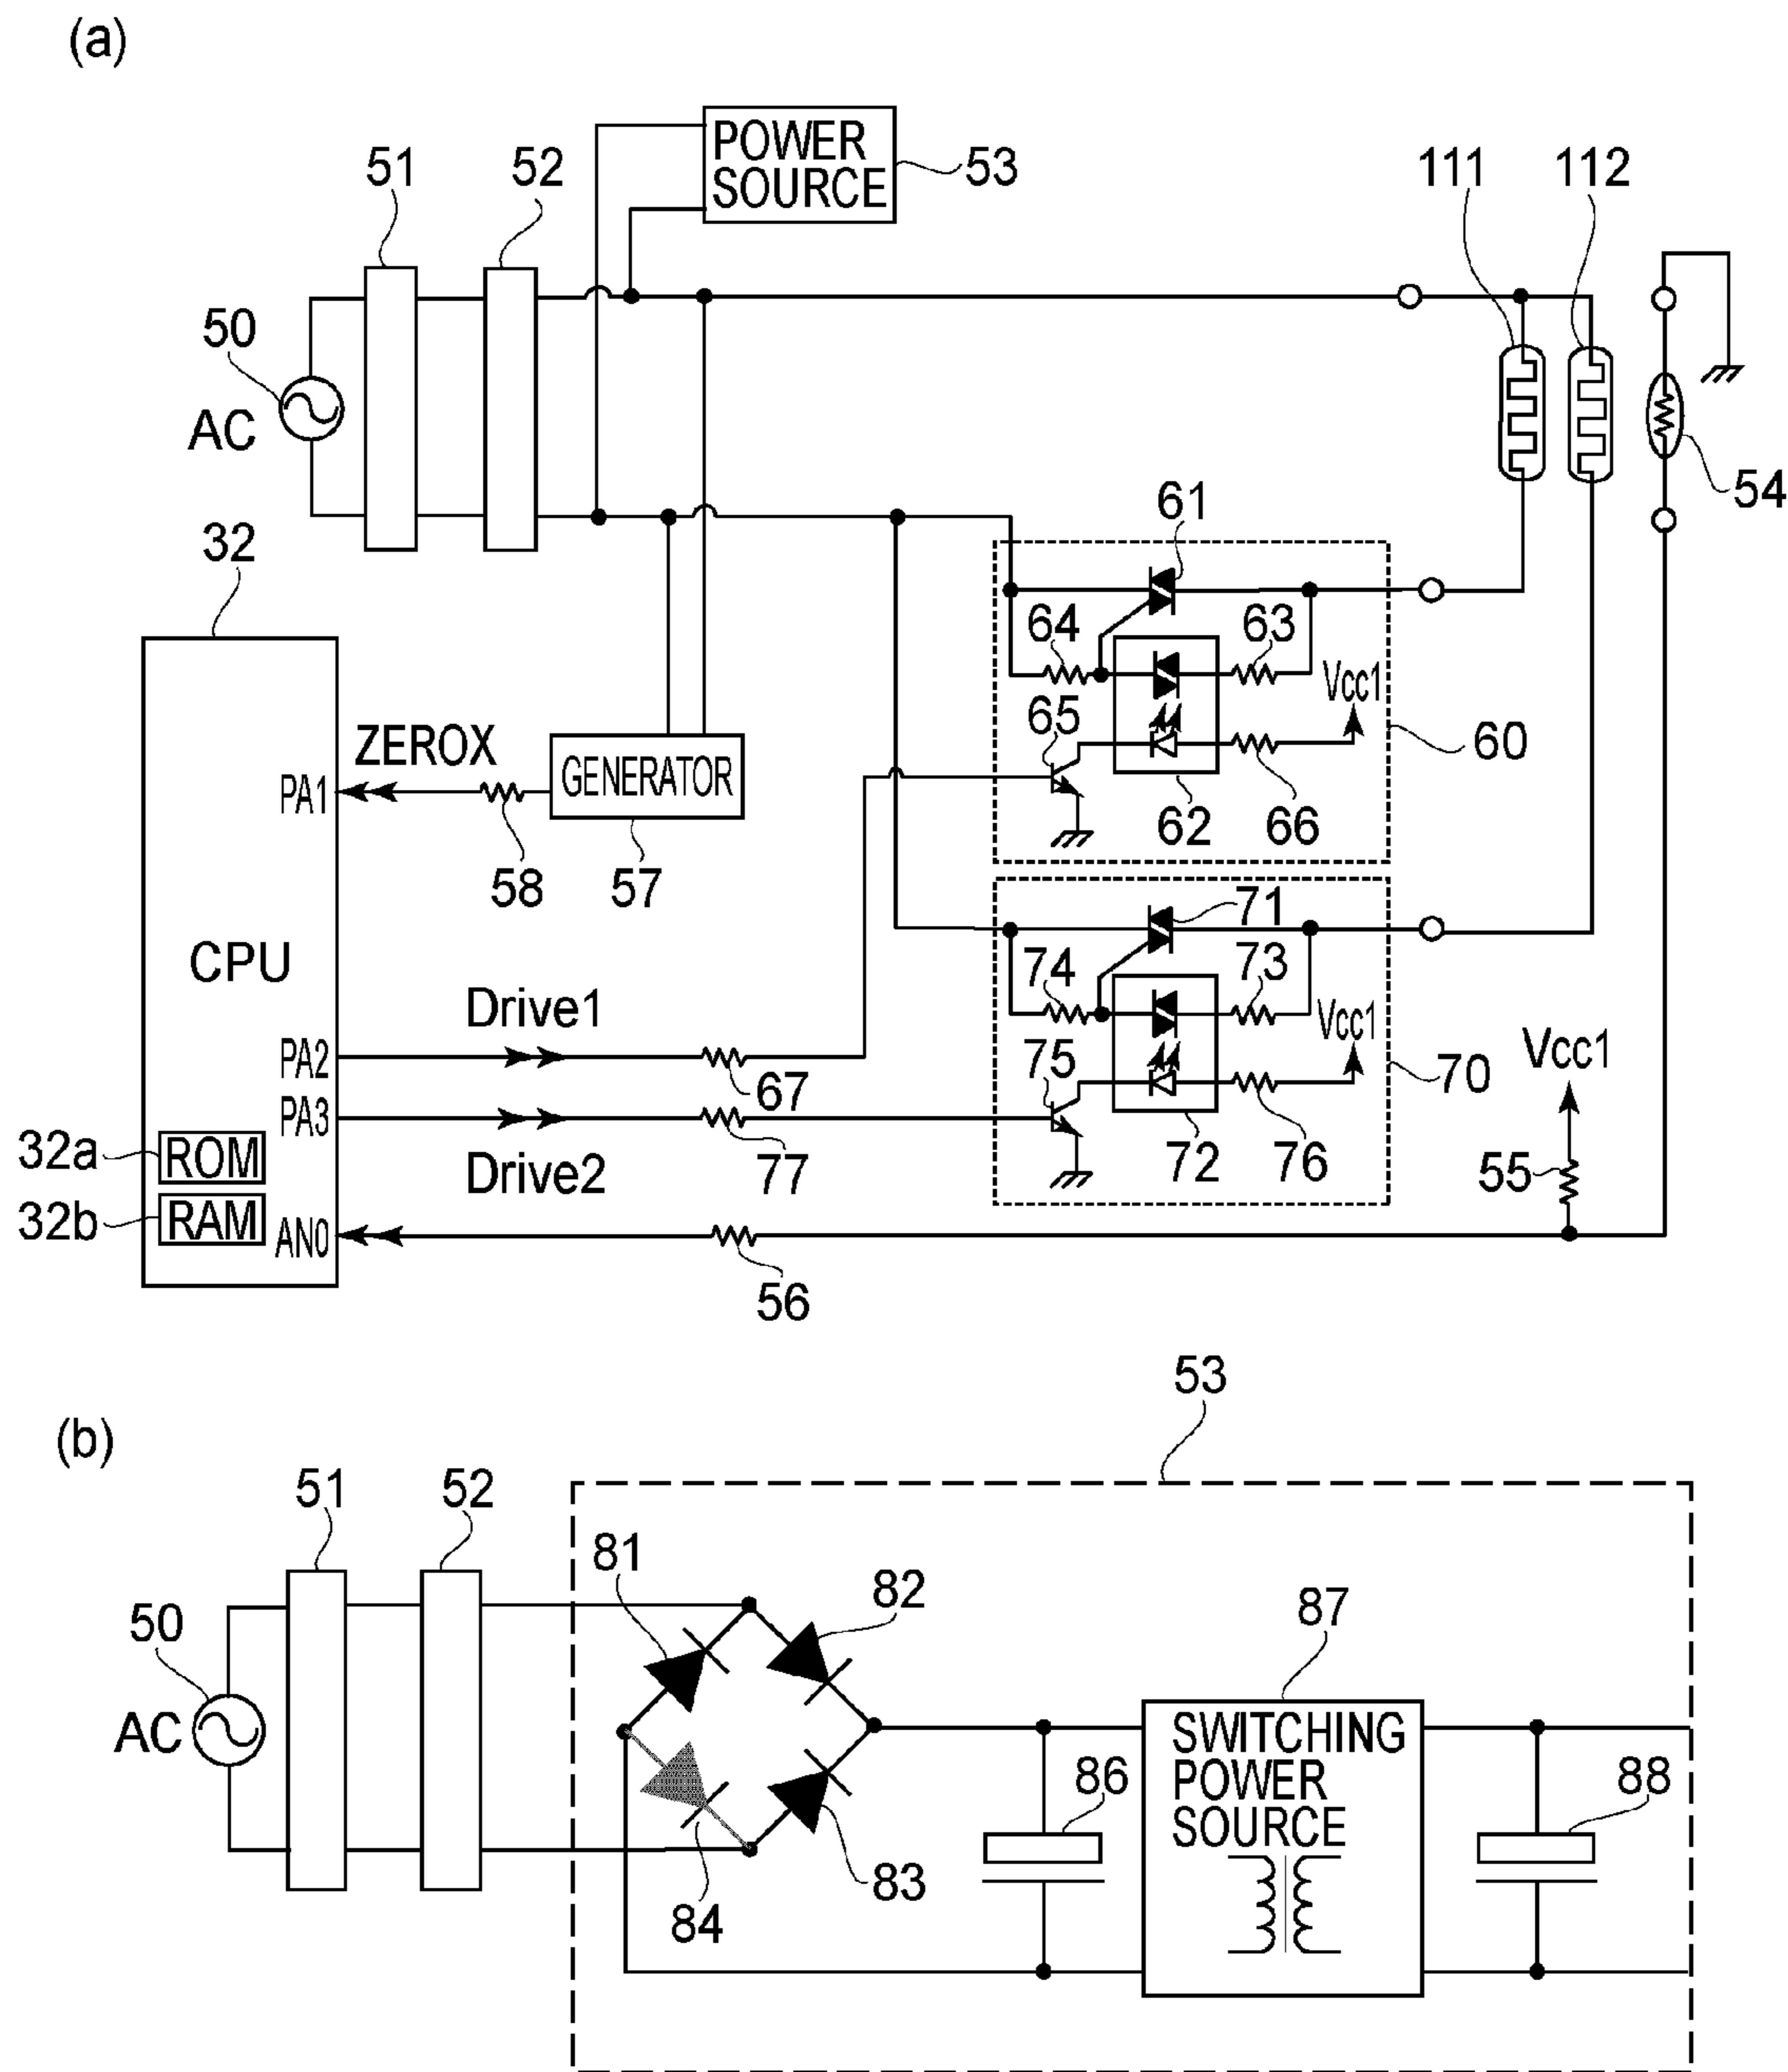 (a)
POWER
SOURCE
53
51
52
111
112
50
AC
54
32
61
64
63
Vcc1
65
60
ZEROX
PA1
GENERATOR
62
66
58
57
71
CPU
74
73
Drive1
Vcc1
PA2
75
70
Vcc1
67
PA3
32a
ROM
77
72
76
55
Drive2
32b
RAM
AN0
56
53
(b)
51
52
81
82
87
50
AC
SWITCHING
POWER
SOURCE
86
88
83
84